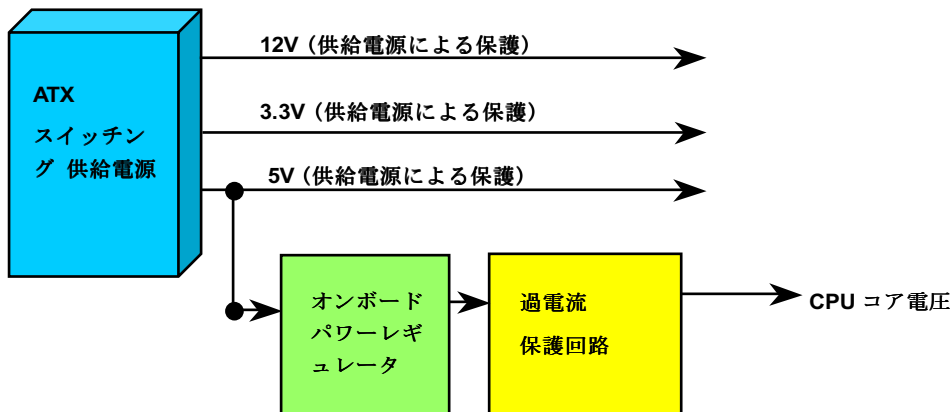 12V (供給電源による保護)
ATX
スイッチン
グ 供給電源
3.3V (供給電源による保護)
5V (供給電源による保護)
オンボード
パワーレギ
ュレータ
過電流
保護回路
CPU コア電圧